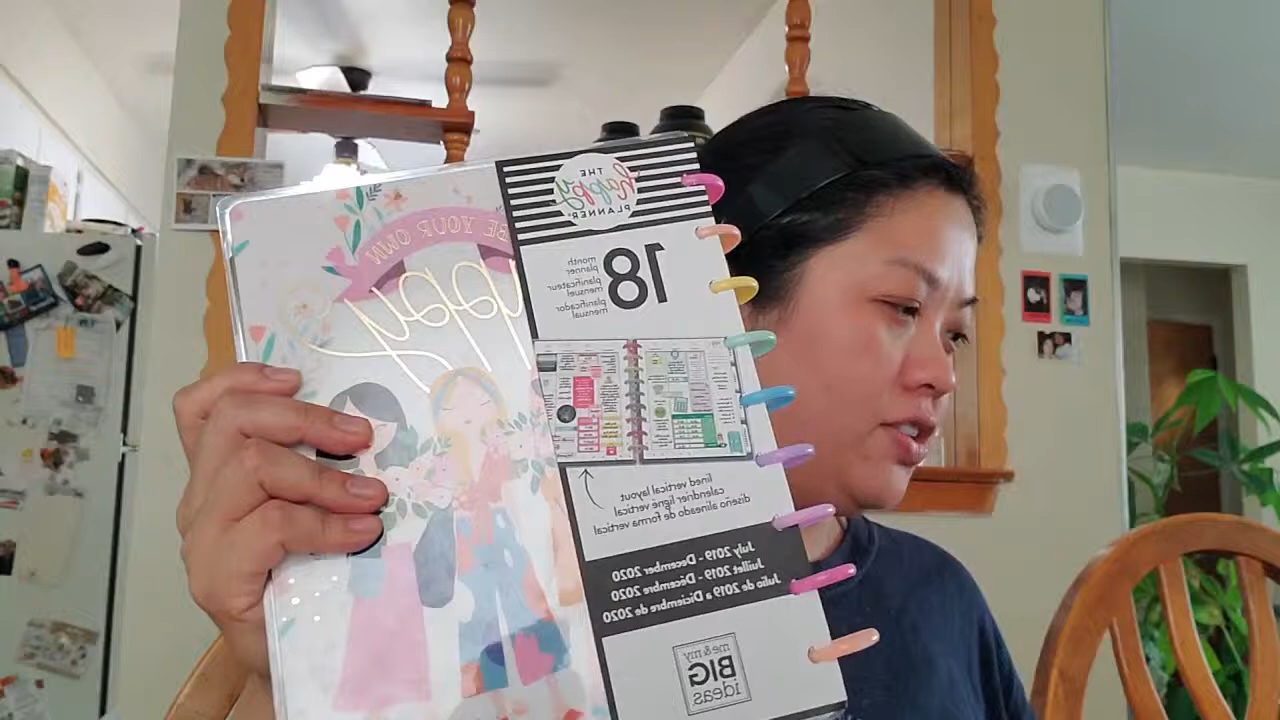 THE
happy
PLANNER®
18
month
planner
planificateur
mensuel
planificador
mensual
BE YOUR OWN
lined vertical layout
calendrier ligné vertical
diseño alineado de forma vertical
July 2019 - December 2020
Juillet 2019 - Décembre 2020
Julio de 2019 a Diciembre de 2020
me & my
BIG
ideas